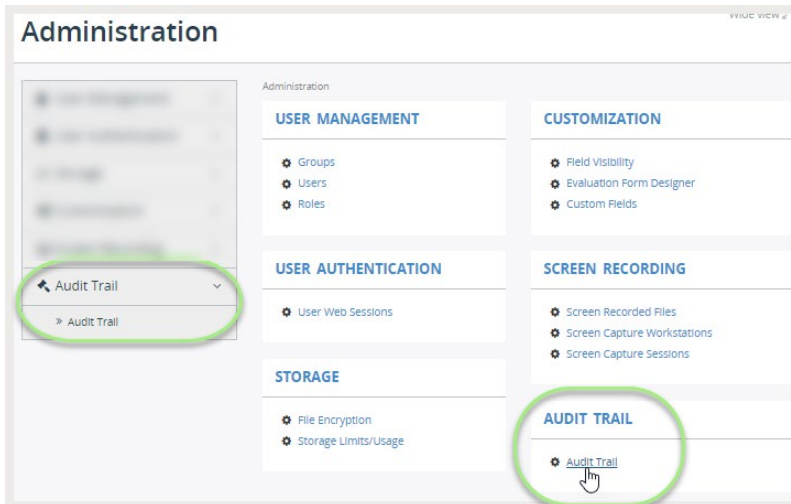 Wide view
Administration
Audit Trail
» Audit Trail
Administration
USER MANAGEMENT
Groups
Users
Roles
USER AUTHENTICATION
User Web Sessions
STORAGE
File Encryption
Storage Limits/Usage
CUSTOMIZATION
Field Visibility
Evaluation Form Designer
Custom Fields
SCREEN RECORDING
Screen Recorded Files
Screen Capture Workstations
Screen Capture Sessions
AUDIT TRAIL
Audit Trail